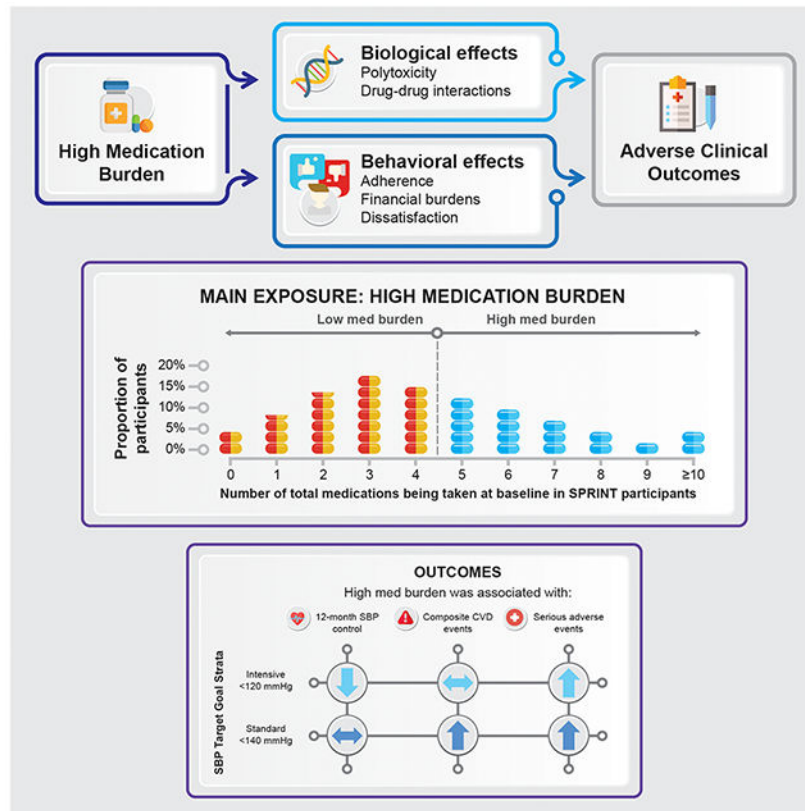 High Medication
Burden
Biological effects
Polytoxicity
Drug-drug interactions
Behavioral effects
Adherence
Financial burdens
Dissatisfaction
Adverse Clinical
Outcomes
MAIN EXPOSURE: HIGH MEDICATION BURDEN
Low med burden
High med burden
Proportion of
participants
20%
15%
10%
5%
0%
0 1 2 3 4 5 6 7 8 9 ≥10
Number of total medications being taken at baseline in SPRINT participants
OUTCOMES
High med burden was associated with:
12-month SBP
control
Composite CVD
events
Serious adverse
events
SBP Target Goal Strata
Intensive
<120 mmHg
Standard
<140 mmHg